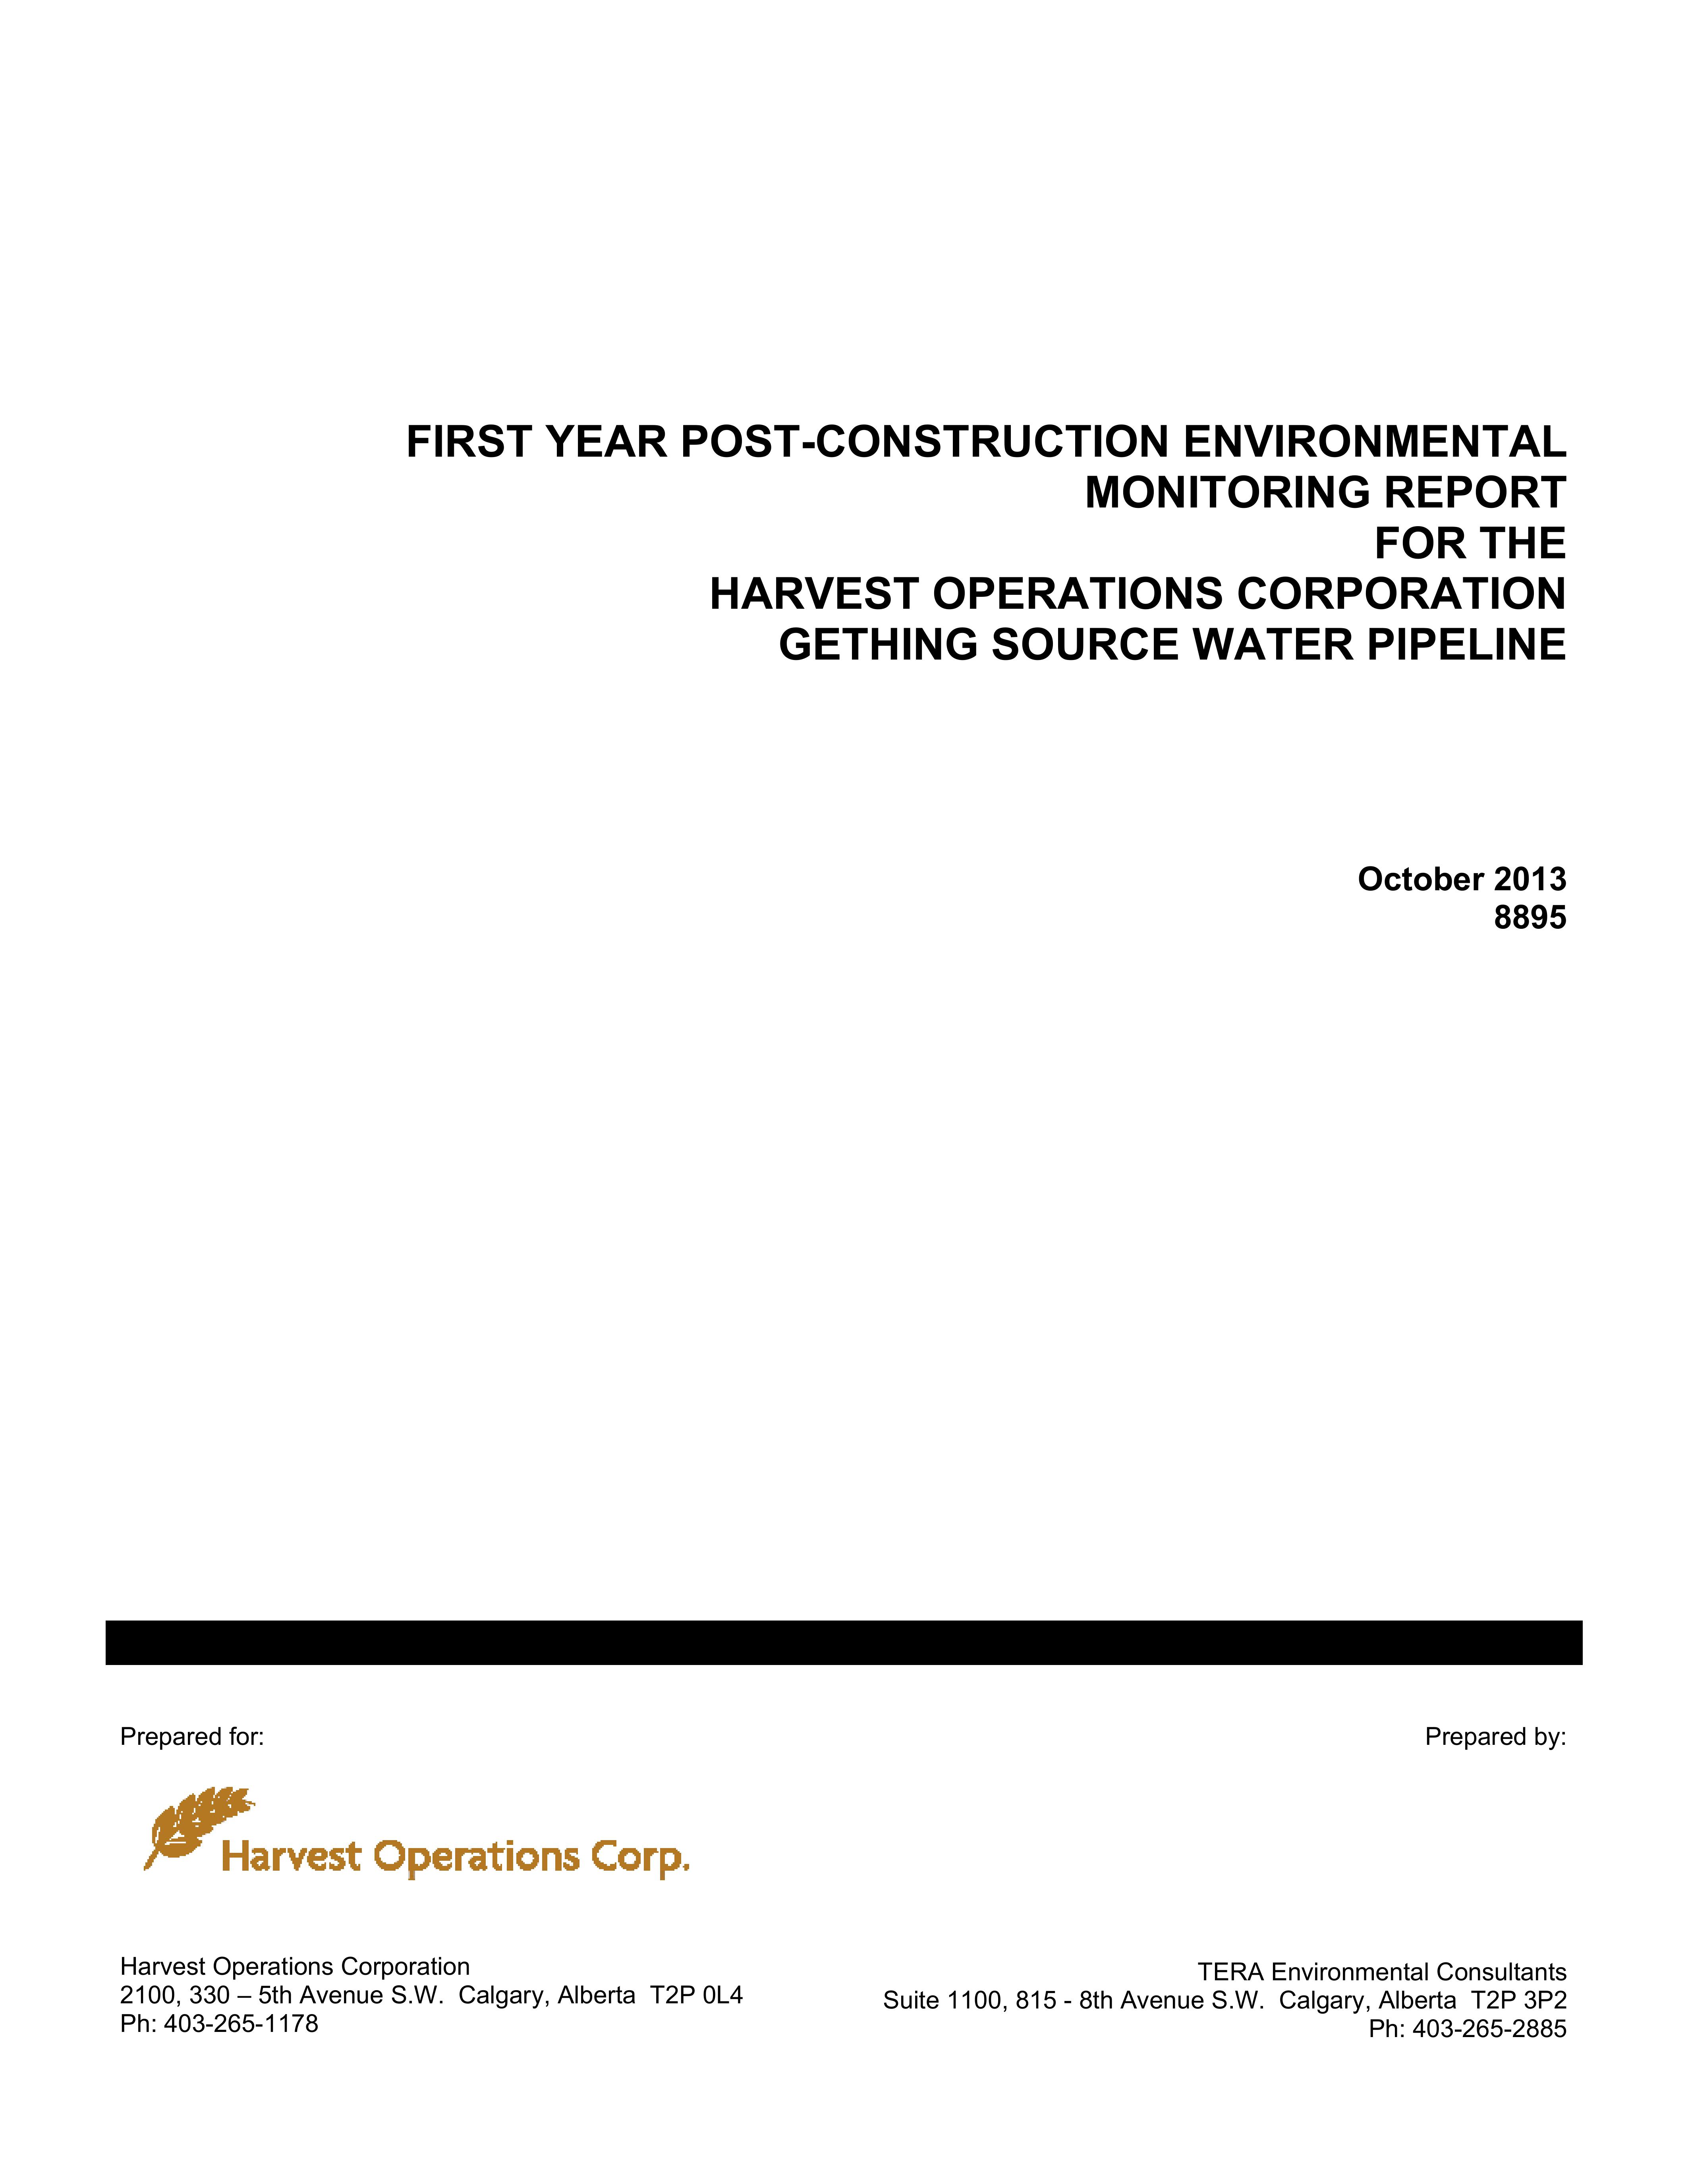 FIRST YEAR POST-CONSTRUCTION ENVIRONMENTAL
MONITORING REPORT
FOR THE
HARVEST OPERATIONS CORPORATION
GETHING SOURCE WATER PIPELINE
October 2013
8895
Prepared for:
Prepared by:
Harvest Operations Corp.
Harvest Operations Corporation
2100, 330 – 5th Avenue S.W.  Calgary, Alberta  T2P 0L4
Ph: 403-265-1178
TERA Environmental Consultants
Suite 1100, 815 - 8th Avenue S.W.  Calgary, Alberta  T2P 3P2
Ph: 403-265-2885